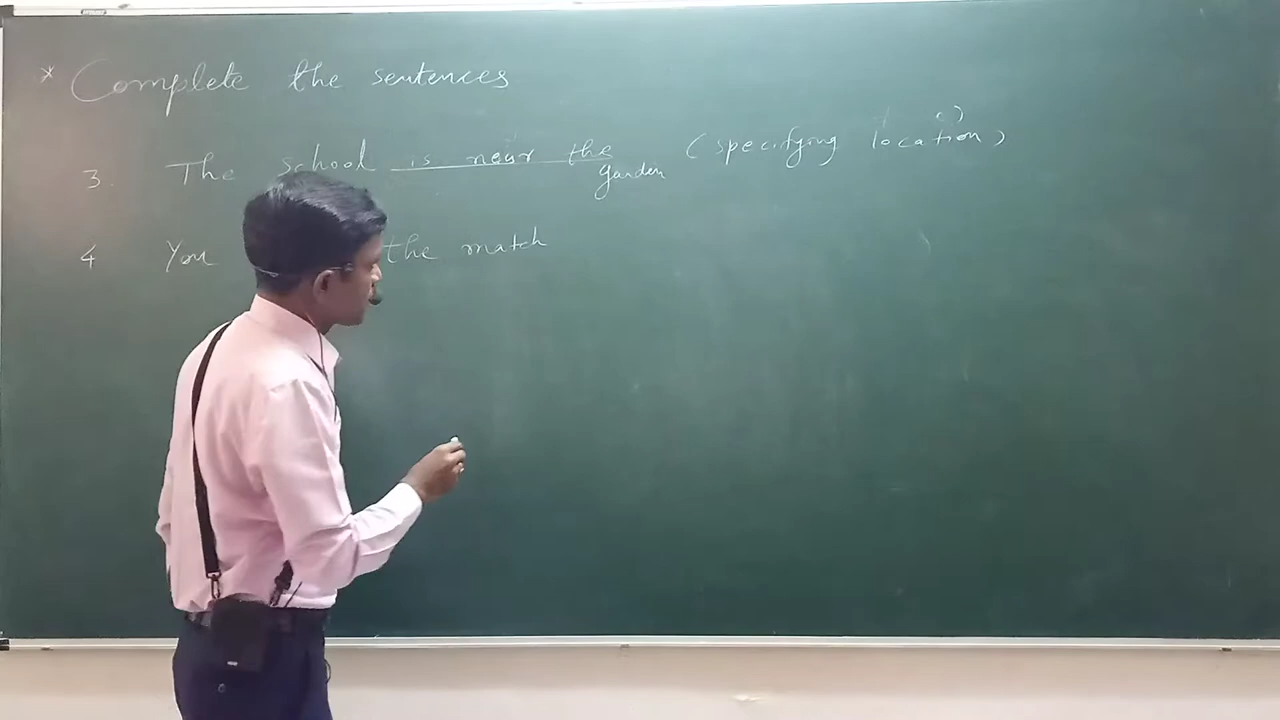 * Complete the sentences
3. The school is near the garden (specifying location)
4 You the match